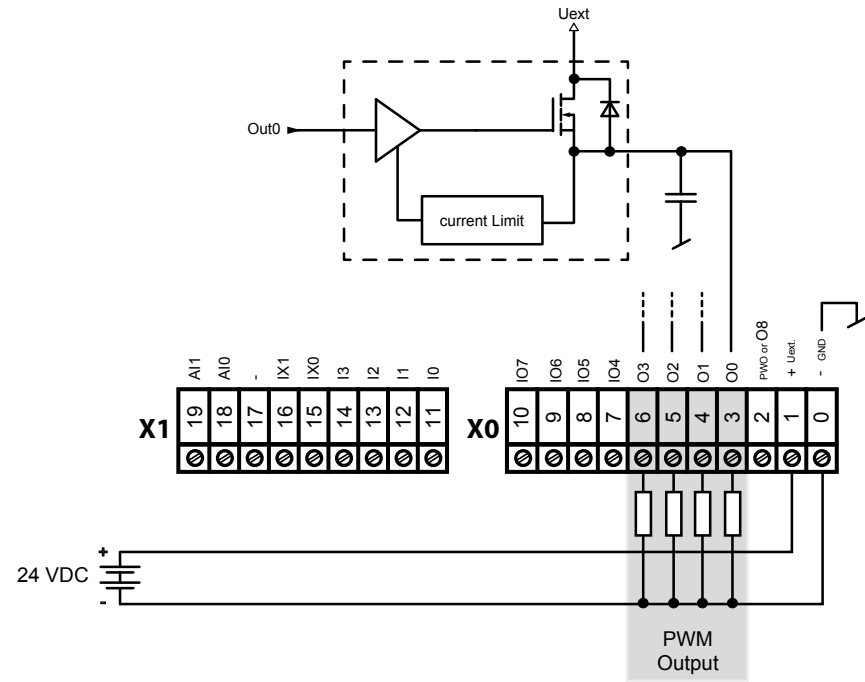 Uext
Out0
current Limit
AI1
AI0
-
IX1
IX0
I3
I2
I1
I0
IO7
IO6
IO5
IO4
O3
O2
O1
O0
PWO or O8
+ Uext.
- GND
X1
19
18
17
16
15
14
13
12
11
X0
10
9
8
7
6
5
4
3
2
1
0
+
24 VDC
-
PWM
Output